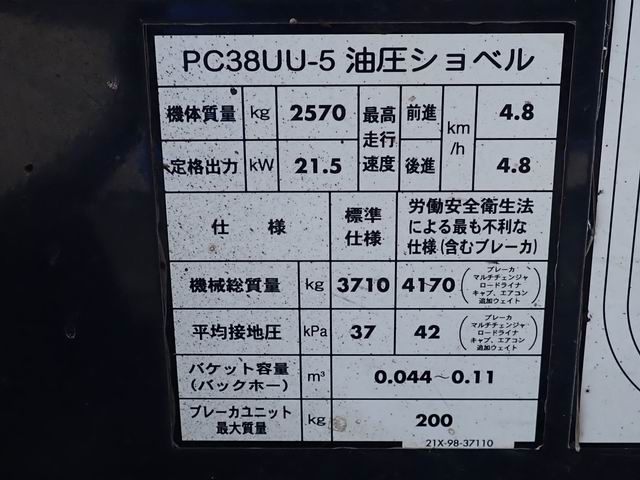 PC38UU-5 油圧ショベル
機体質量 kg 2570 最高走行速度 前進 km/h 4.8
定格出力 kW 21.5 後進 4.8
仕 様 標準仕様 労働安全衛生法
による最も不利な
仕様(含むブレーカ)
機械総質量 kg 3710 4170 (ブレーカ
マルチチェンジャ
ロードライナ
キャブ、エアコン
追加ウェイト)
平均接地圧 kPa 37 42 (ブレーカ
マルチチェンジャ
ロードライナ
キャブ、エアコン
追加ウェイト)
バケット容量
(バックホー) m³ 0.044〜0.11
ブレーカユニット
最大質量 kg 200
21X-98-37110